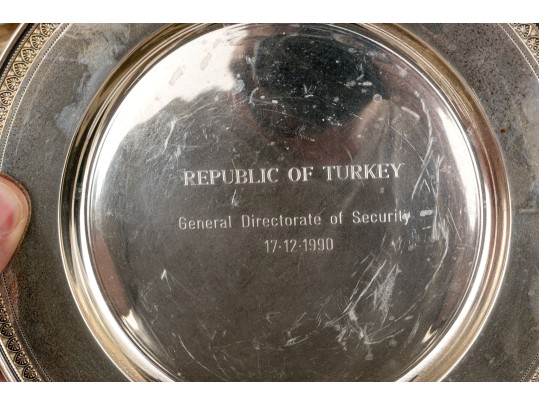 REPUBLIC OF TURKEY
General Directorate of Security
17-12-1990